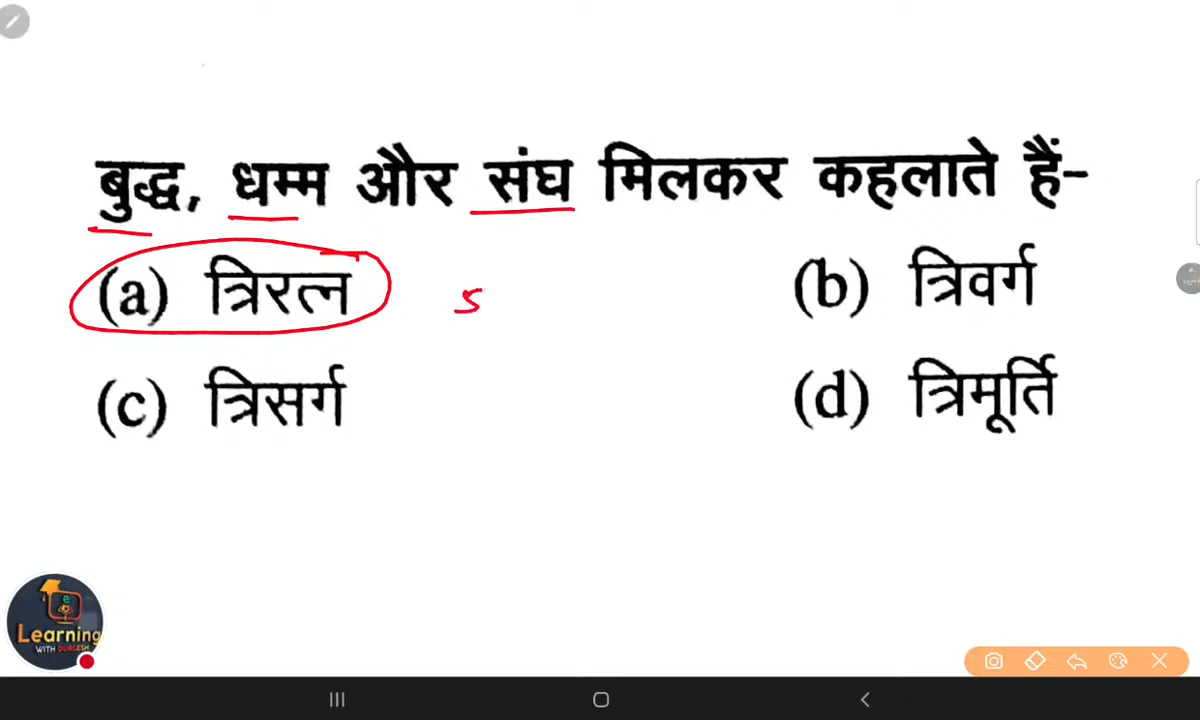 बुद्ध, धम्म और संघ मिलकर कहलाते हैं-
(a) त्रिरत्न (b) त्रिवर्ग
s
(c) त्रिसर्ग (d) त्रिमूर्ति
e
Learning
WITH DURGESH